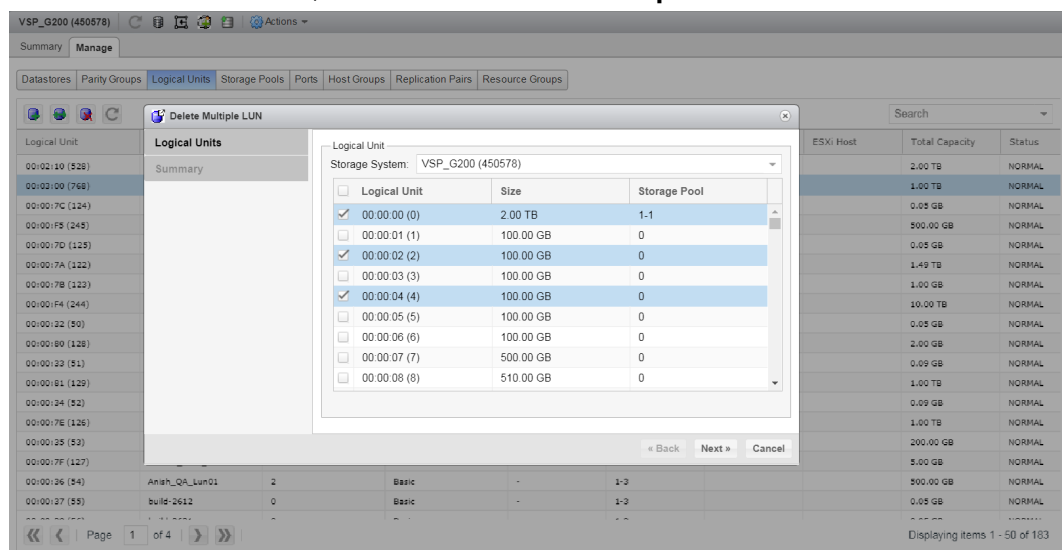 VSP_G200 (450578) Actions
Summary Manage
Datastores Parity Groups Logical Units Storage Pools Ports Host Groups Replication Pairs Resource Groups
Search
Delete Multiple LUN
Logical Unit ESXi Host Total Capacity Status
Logical Units
Summary
Logical Unit
Storage System: VSP_G200 (450578)
Logical Unit Size Storage Pool
00:00:00 (0) 2.00 TB 1-1
00:00:01 (1) 100.00 GB 0
00:00:02 (2) 100.00 GB 0
00:00:03 (3) 100.00 GB 0
00:00:04 (4) 100.00 GB 0
00:00:05 (5) 100.00 GB 0
00:00:06 (6) 100.00 GB 0
00:00:07 (7) 500.00 GB 0
00:00:08 (8) 510.00 GB 0
« Back Next » Cancel
00:02:10 (528) 2.00 TB NORMAL
00:03:00 (768) 1.00 TB NORMAL
00:00:7C (124) 0.05 GB NORMAL
00:00:F5 (245) 500.00 GB NORMAL
00:00:7D (125) 0.05 GB NORMAL
00:00:7A (122) 1.49 TB NORMAL
00:00:7B (123) 1.00 GB NORMAL
00:00:F4 (244) 10.00 TB NORMAL
00:00:32 (50) 0.05 GB NORMAL
00:00:80 (128) 2.00 GB NORMAL
00:00:33 (51) 0.09 GB NORMAL
00:00:81 (129) 1.00 TB NORMAL
00:00:34 (52) 0.09 GB NORMAL
00:00:7E (126) 1.00 TB NORMAL
00:00:35 (53) 200.00 GB NORMAL
00:00:7F (127) 5.00 GB NORMAL
00:00:36 (54) Anish_QA_Lun01 2 Basic - 1-3 500.00 GB NORMAL
00:00:37 (55) build-2612 0 Basic - 1-3 0.05 GB NORMAL
Page 1 of 4 Displaying items 1 - 50 of 183